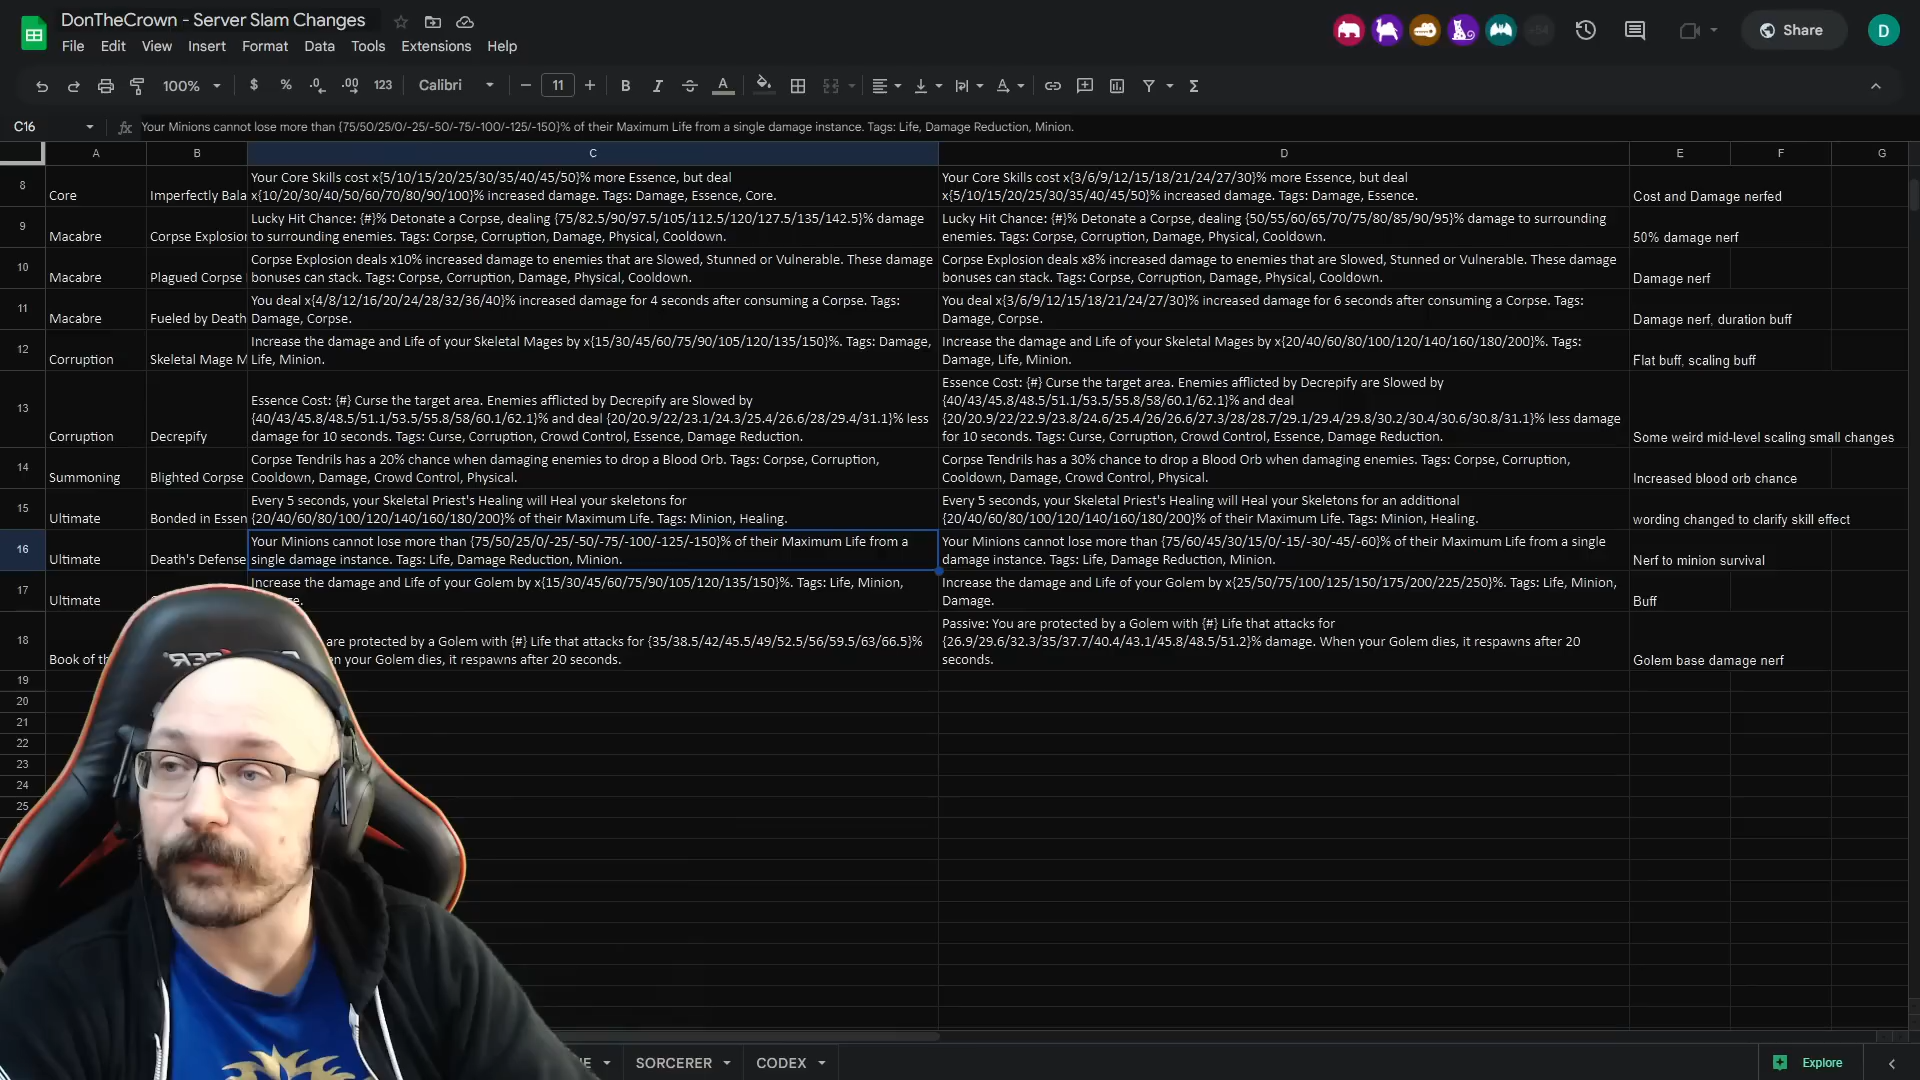 DonTheCrown - Server Slam Changes
File Edit View Insert Format Data Tools Extensions Help
Share
D
100%
$ % .0 .00 123
Calibri
11
C16
Your Minions cannot lose more than {75/50/25/0/-25/-50/-75/-100/-125/-150}% of their Maximum Life from a single damage instance. Tags: Life, Damage Reduction, Minion.
A B C D E F G
8
Core
Imperfectly Bala
Your Core Skills cost x{5/10/15/20/25/30/35/40/45/50}% more Essence, but deal
x{10/20/30/40/50/60/70/80/90/100}% increased damage. Tags: Damage, Essence, Core.
Your Core Skills cost x{3/6/9/12/15/18/21/24/27/30}% more Essence, but deal
x{5/10/15/20/25/30/35/40/45/50}% increased damage. Tags: Damage, Essence.
Cost and Damage nerfed
9
Macabre
Corpse Explosion
Lucky Hit Chance: {#}% Detonate a Corpse, dealing {75/82.5/90/97.5/105/112.5/120/127.5/135/142.5}% damage
to surrounding enemies. Tags: Corpse, Corruption, Damage, Physical, Cooldown.
Lucky Hit Chance: {#}% Detonate a Corpse, dealing {50/55/60/65/70/75/80/85/90/95}% damage to surrounding
enemies. Tags: Corpse, Corruption, Damage, Physical, Cooldown.
50% damage nerf
10
Macabre
Plagued Corpse
Corpse Explosion deals x10% increased damage to enemies that are Slowed, Stunned or Vulnerable. These damage
bonuses can stack. Tags: Corpse, Corruption, Damage, Physical, Cooldown.
Corpse Explosion deals x8% increased damage to enemies that are Slowed, Stunned or Vulnerable. These damage
bonuses can stack. Tags: Corpse, Corruption, Damage, Physical, Cooldown.
Damage nerf
11
Macabre
Fueled by Death
You deal x{4/8/12/16/20/24/28/32/36/40}% increased damage for 4 seconds after consuming a Corpse. Tags:
Damage, Corpse.
You deal x{3/6/9/12/15/18/21/24/27/30}% increased damage for 6 seconds after consuming a Corpse. Tags:
Damage, Corpse.
Damage nerf, duration buff
12
Corruption
Skeletal Mage M
Increase the damage and Life of your Skeletal Mages by x{15/30/45/60/75/90/105/120/135/150}%. Tags: Damage,
Life, Minion.
Increase the damage and Life of your Skeletal Mages by x{20/40/60/80/100/120/140/160/180/200}%. Tags:
Damage, Life, Minion.
Flat buff, scaling buff
13
Corruption
Decrepify
Essence Cost: {#} Curse the target area. Enemies afflicted by Decrepify are Slowed by
{40/43/45.8/48.5/51.1/53.5/55.8/58/60.1/62.1}% and deal {20/20.9/22/23.1/24.3/25.4/26.6/28/29.4/31.1}% less
damage for 10 seconds. Tags: Curse, Corruption, Crowd Control, Essence, Damage Reduction.
Essence Cost: {#} Curse the target area. Enemies afflicted by Decrepify are Slowed by
{40/43/45.8/48.5/51.1/53.5/55.8/58/60.1/62.1}% and deal
{20/20.9/22/22.9/23.8/24.6/25.4/26/26.6/27.3/28/28.7/29.1/29.4/29.8/30.2/30.4/30.6/30.8/31.1}% less damage
for 10 seconds. Tags: Curse, Corruption, Crowd Control, Essence, Damage Reduction.
Some weird mid-level scaling small changes
14
Summoning
Blighted Corpse
Corpse Tendrils has a 20% chance when damaging enemies to drop a Blood Orb. Tags: Corpse, Corruption,
Cooldown, Damage, Crowd Control, Physical.
Corpse Tendrils has a 30% chance to drop a Blood Orb when damaging enemies. Tags: Corpse, Corruption,
Cooldown, Damage, Crowd Control, Physical.
Increased blood orb chance
15
Ultimate
Bonded in Essen
Every 5 seconds, your Skeletal Priest's Healing will Heal your skeletons for
{20/40/60/80/100/120/140/160/180/200}% of their Maximum Life. Tags: Minion, Healing.
Every 5 seconds, your Skeletal Priest's Healing will Heal your Skeletons for an additional
{20/40/60/80/100/120/140/160/180/200}% of their Maximum Life. Tags: Minion, Healing.
wording changed to clarify skill effect
16
Ultimate
Death's Defense
Your Minions cannot lose more than {75/50/25/0/-25/-50/-75/-100/-125/-150}% of their Maximum Life from a
single damage instance. Tags: Life, Damage Reduction, Minion.
Your Minions cannot lose more than {75/60/45/30/15/0/-15/-30/-45/-60}% of their Maximum Life from a single
damage instance. Tags: Life, Damage Reduction, Minion.
Nerf to minion survival
17
Ultimate
Increase the damage and Life of your Golem by x{15/30/45/60/75/90/105/120/135/150}%. Tags: Life, Minion,
Increase the damage and Life of your Golem by x{25/50/75/100/125/150/175/200/225/250}%. Tags: Life, Minion,
Damage.
Buff
18
Book of th
are protected by a Golem with {#} Life that attacks for {35/38.5/42/45.5/49/52.5/56/59.5/63/66.5}%
your Golem dies, it respawns after 20 seconds.
Passive: You are protected by a Golem with {#} Life that attacks for
{26.9/29.6/32.3/35/37.7/40.4/43.1/45.8/48.5/51.2}% damage. When your Golem dies, it respawns after 20
seconds.
Golem base damage nerf
19
20
21
22
23
24
25
SORCERER
CODEX
Explore